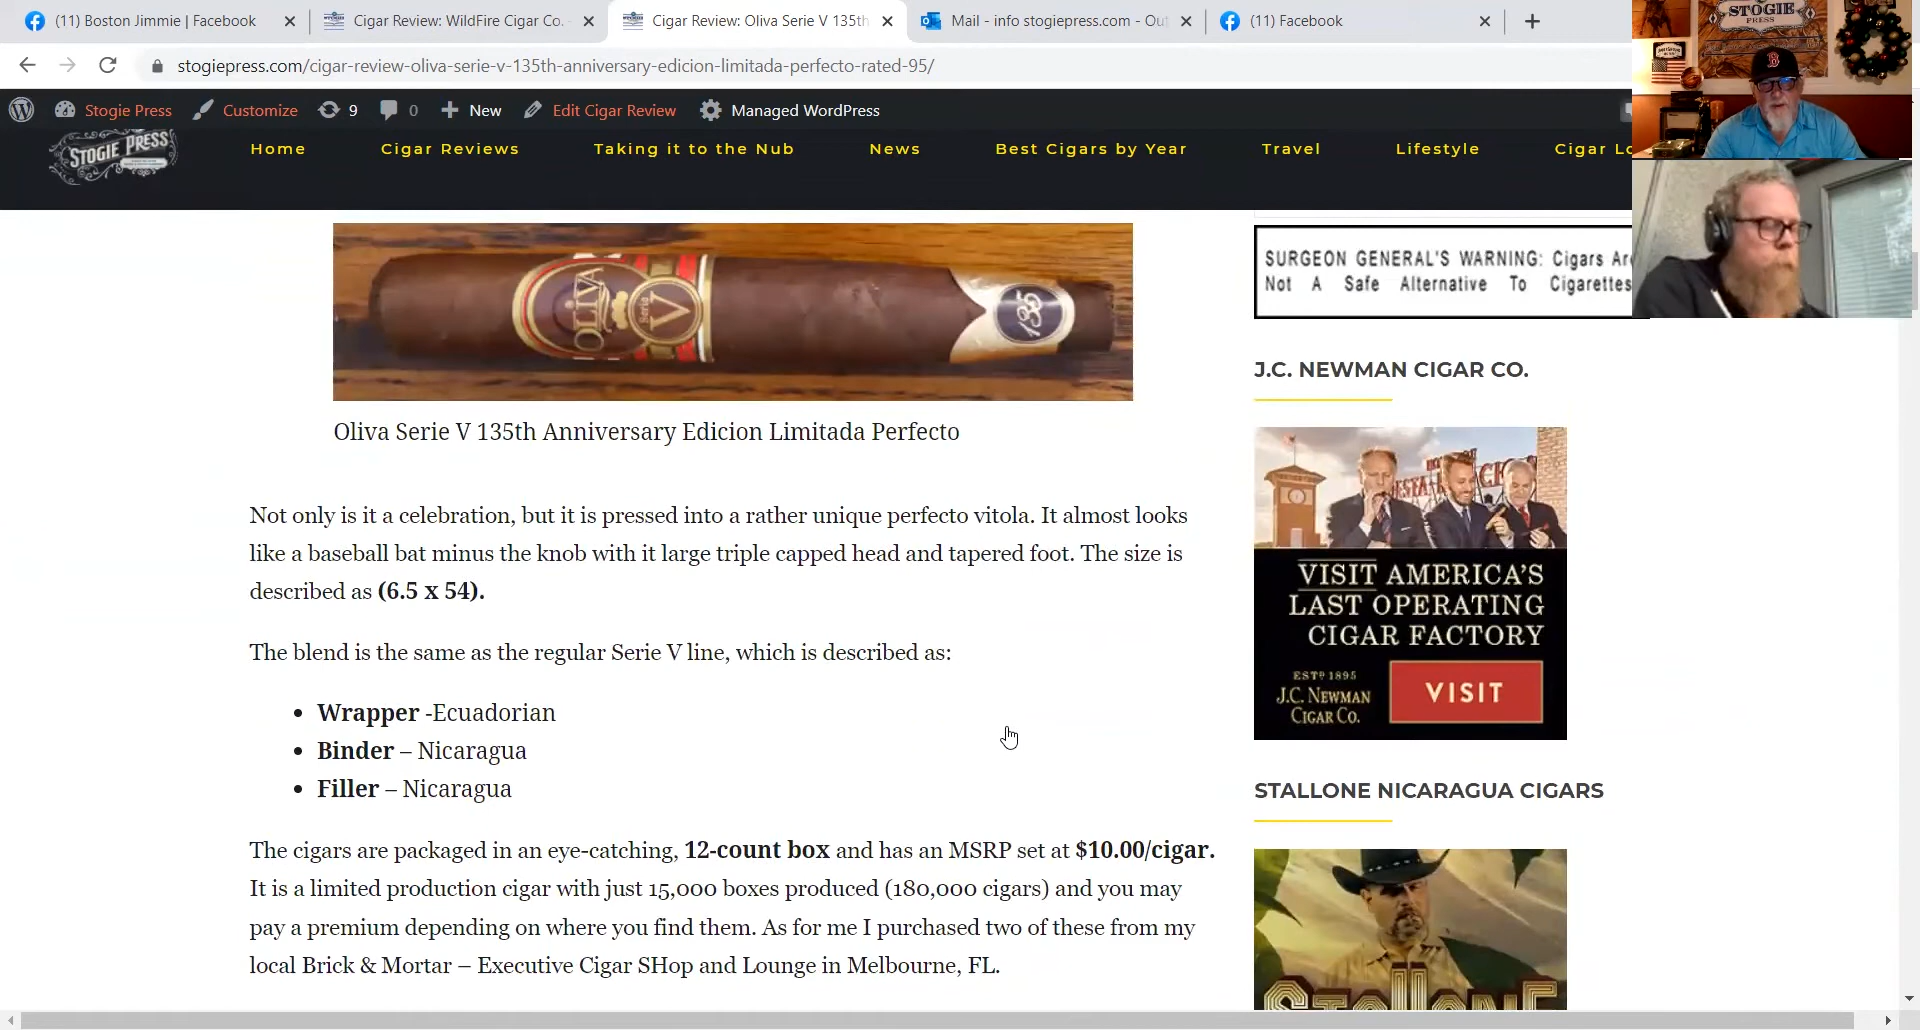 (11) Boston Jimmie | Facebook
Cigar Review: WildFire Cigar Co. -
Cigar Review: Oliva Serie V 135th
Mail - info stogiepress.com - Out
(11) Facebook
stogiepress.com/cigar-review-oliva-serie-v-135th-anniversary-edicion-limitada-perfecto-rated-95/
Stogie Press Customize 9 0 New Edit Cigar Review Managed WordPress
STOGIE PRESS
Home Cigar Reviews Taking it to the Nub News Best Cigars by Year Travel Lifestyle Cigar Lo
STOGIE
PRESS
B
OLIVA Serie V 135
Oliva Serie V 135th Anniversary Edicion Limitada Perfecto
Not only is it a celebration, but it is pressed into a rather unique perfecto vitola. It almost looks
like a baseball bat minus the knob with it large triple capped head and tapered foot. The size is
described as (6.5 x 54).
The blend is the same as the regular Serie V line, which is described as:
• Wrapper -Ecuadorian
• Binder – Nicaragua
• Filler – Nicaragua
The cigars are packaged in an eye-catching, 12-count box and has an MSRP set at $10.00/cigar.
It is a limited production cigar with just 15,000 boxes produced (180,000 cigars) and you may
pay a premium depending on where you find them. As for me I purchased two of these from my
local Brick & Mortar – Executive Cigar SHop and Lounge in Melbourne, FL.
SURGEON GENERAL'S WARNING: Cigars Are
Not A Safe Alternative To Cigarettes
J.C. NEWMAN CIGAR CO.
VISIT AMERICA'S
LAST OPERATING
CIGAR FACTORY
ESTD 1895
J.C. NEWMAN
CIGAR CO.
VISIT
STALLONE NICARAGUA CIGARS
STALLONE